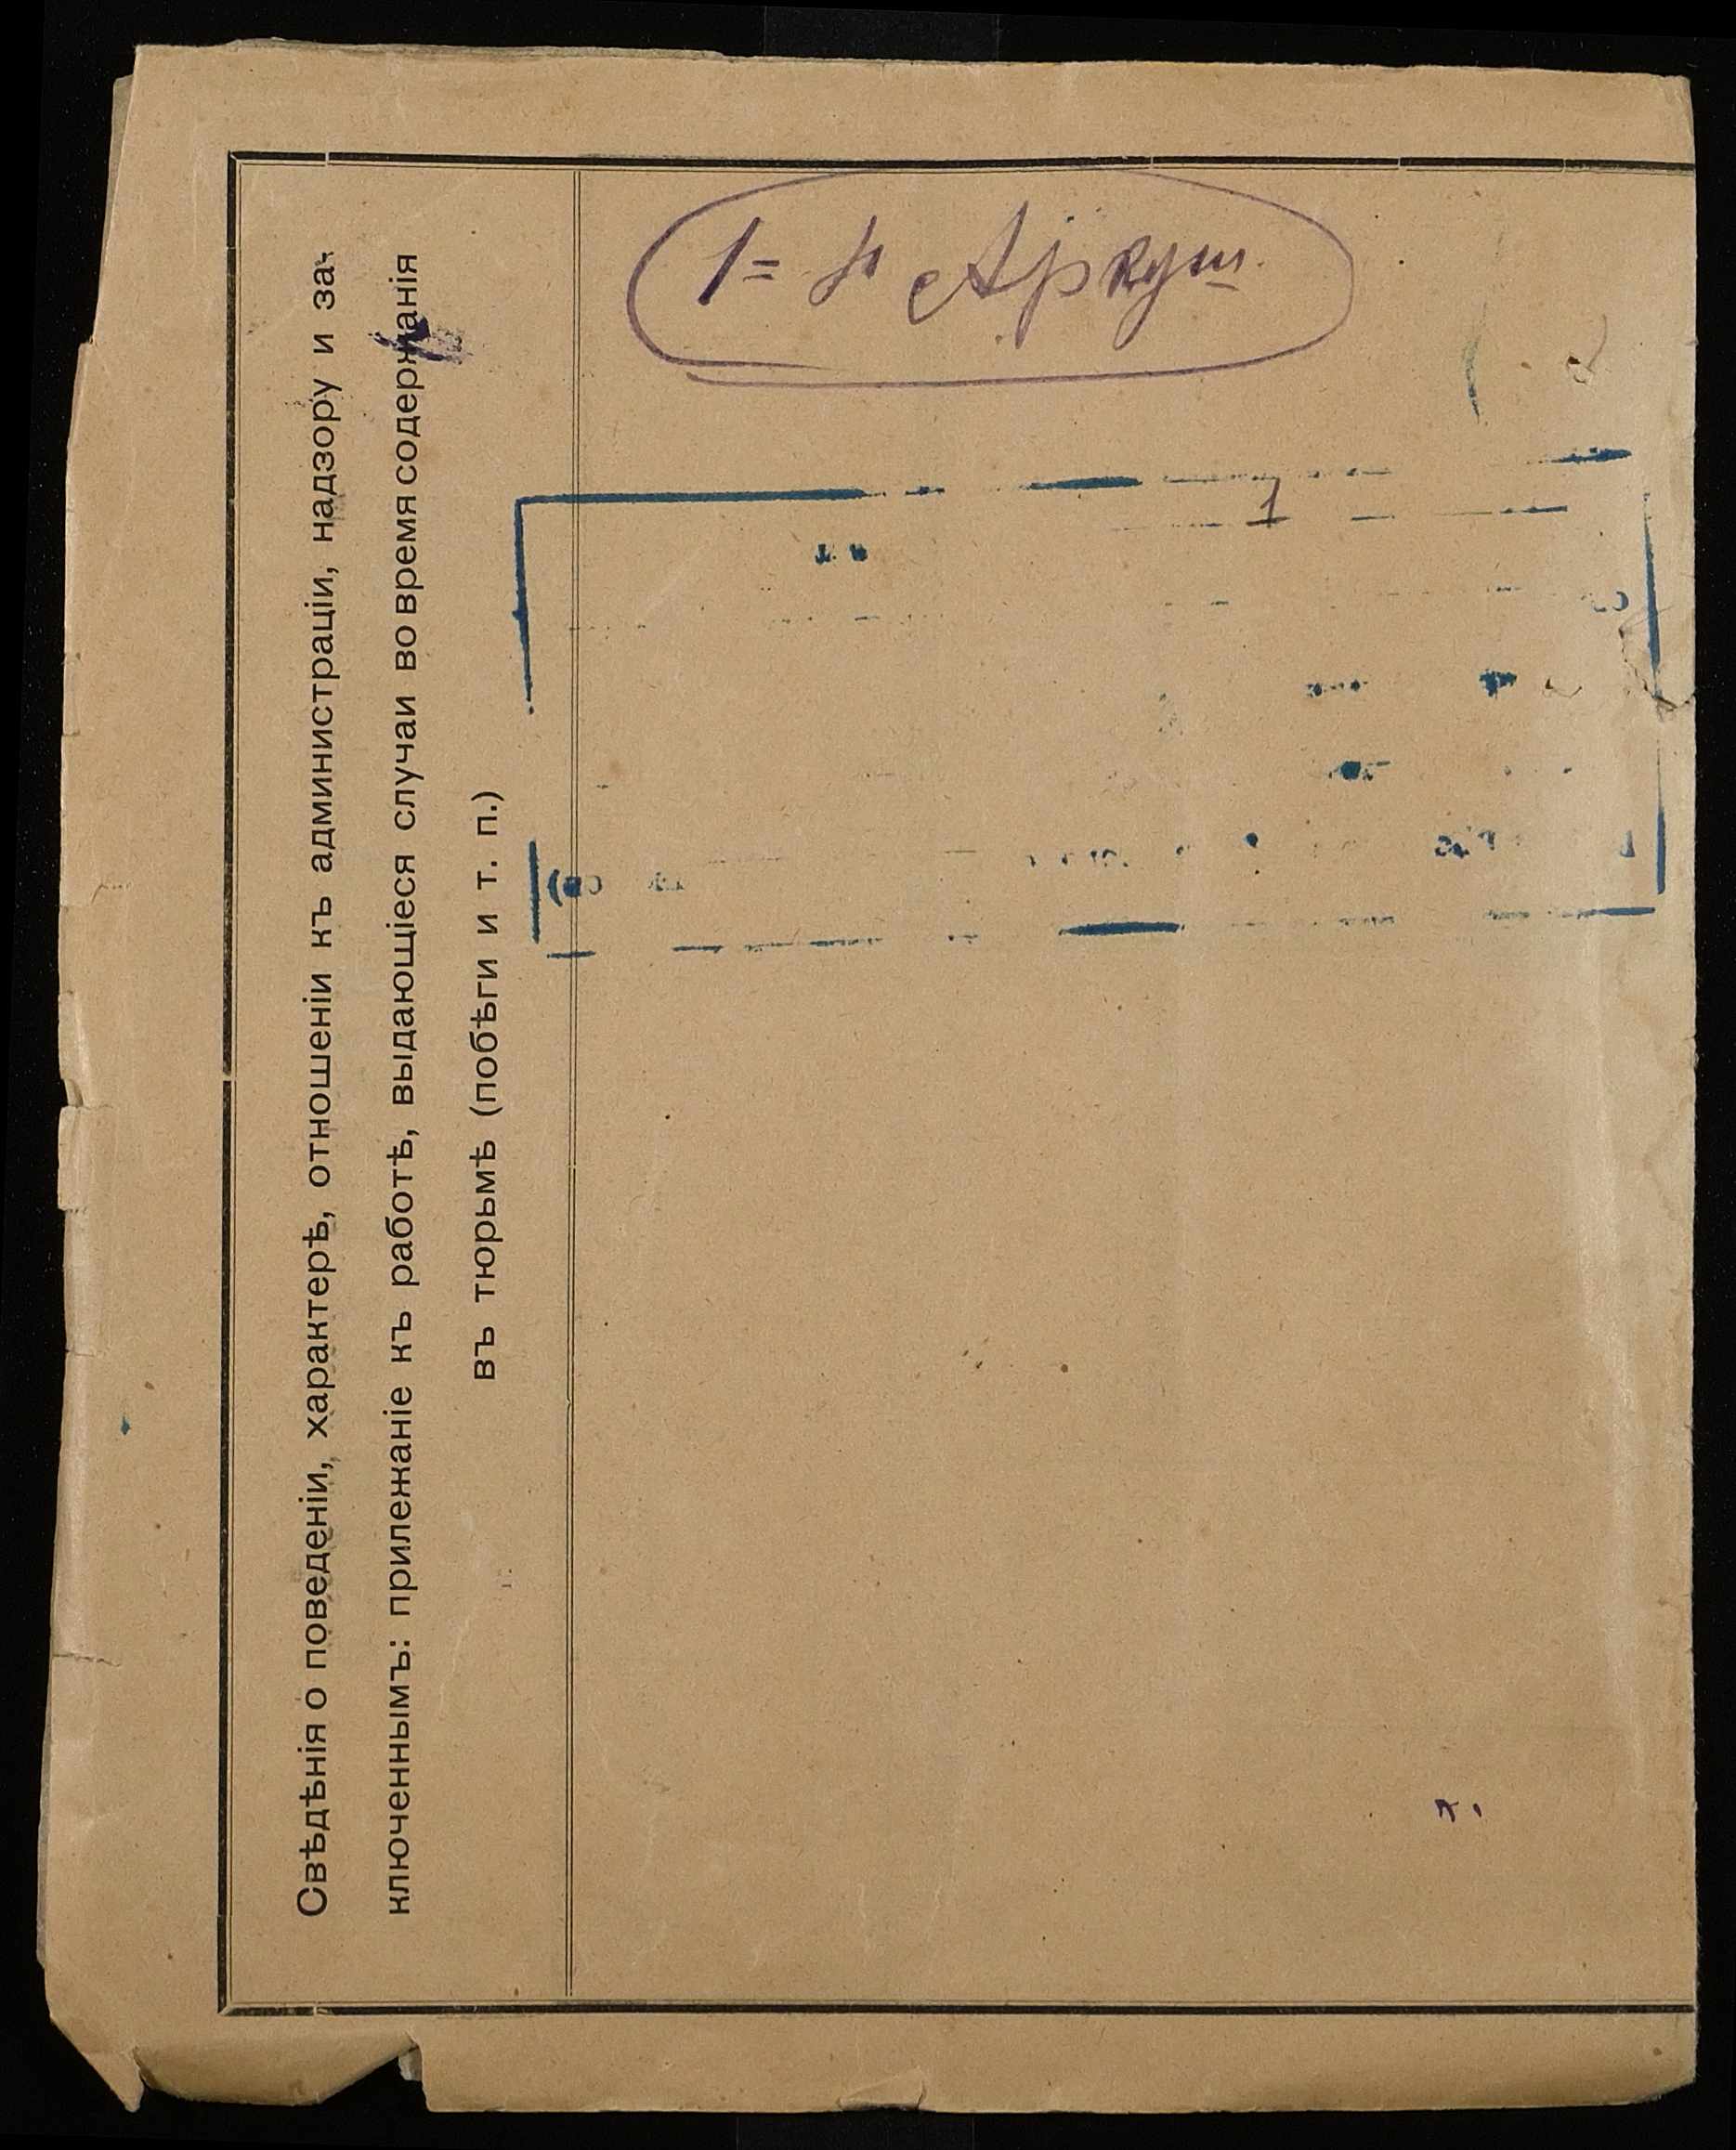 Свѣдѣнія о поведеніи, характерѣ, отношеніи къ администраціи, надзору и за-
ключеннымъ: прилежаніе къ работѣ, выдающіеся случаи во время содержанія
въ тюрьмѣ (побѣги и т. п.)
1= й Аркуш
1